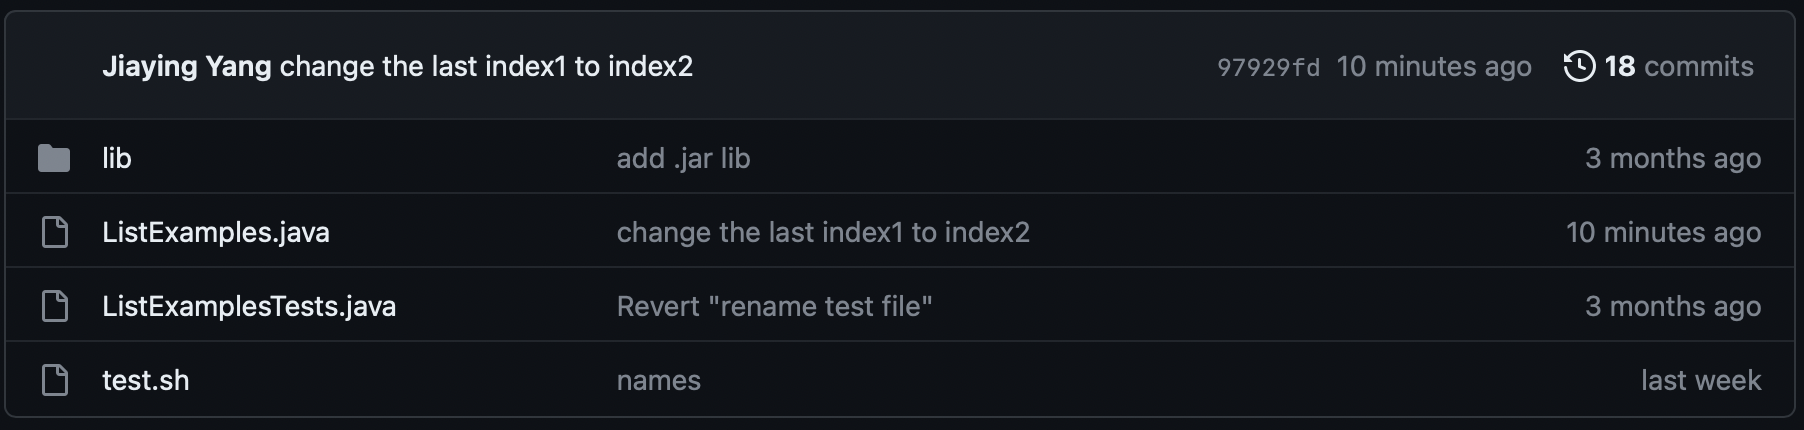 Jiaying Yang change the last index1 to index2 97929fd 10 minutes ago 18 commits
lib add .jar lib 3 months ago
ListExamples.java change the last index1 to index2 10 minutes ago
ListExamplesTests.java Revert "rename test file" 3 months ago
test.sh names last week